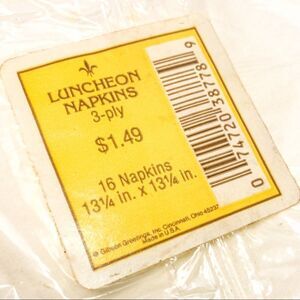 LUNCHEON
NAPKINS
3-ply
$1.49
16 Napkins
13¼ in. x 13¼ in.
© Gibson Greetings, Inc. Cincinnati, Ohio 45237
Made in U.S.A.
0 74720 38778 9